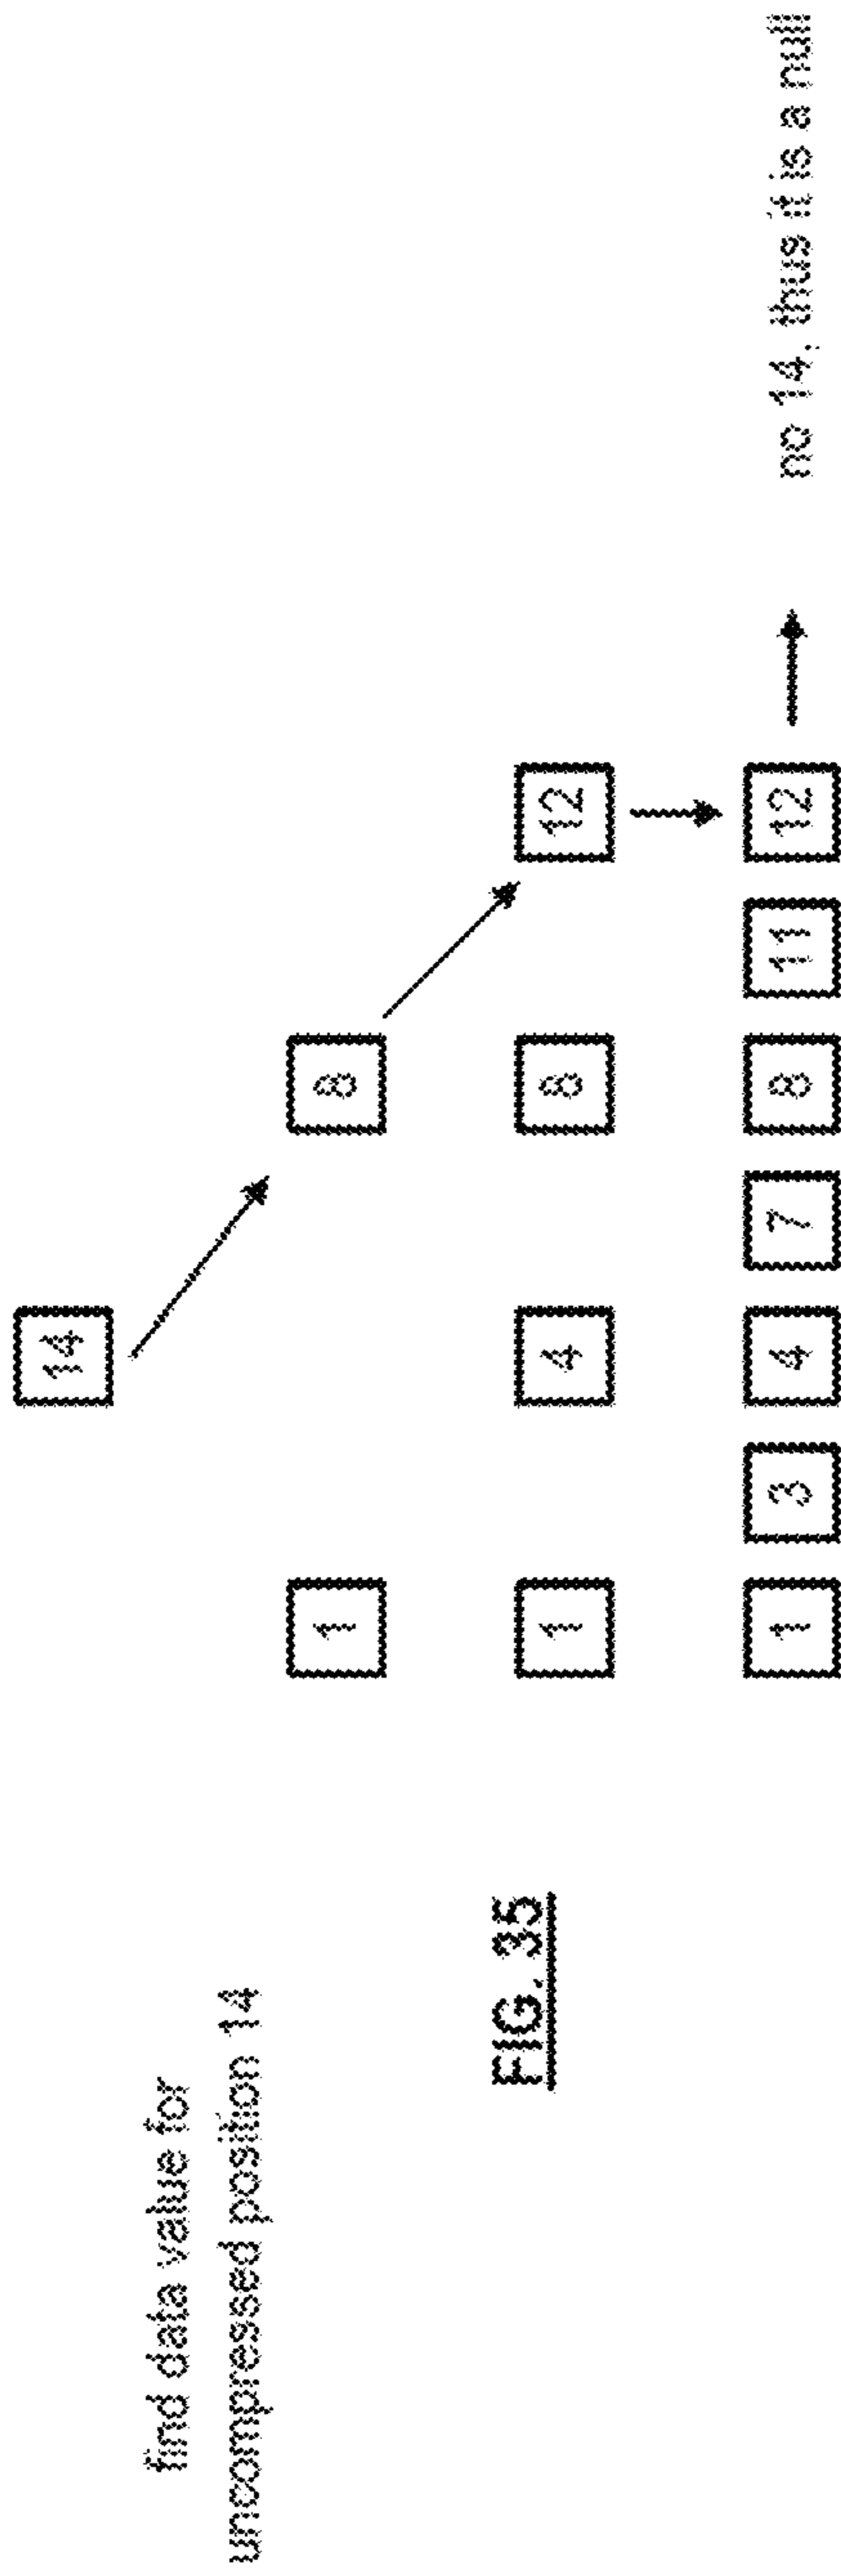 find data value for
uncompressed position 14
14
1 8
1 4 8 12
1 3 4 7 8 11 12
no 14, thus it is a null
FIG. 35